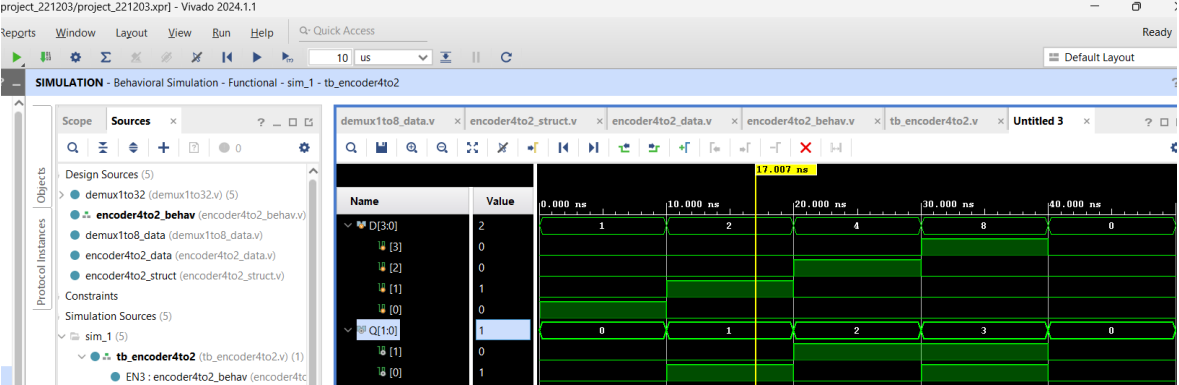 project_221203/project_221203.xpr] - Vivado 2024.1.1
Reports Window Layout View Run Help Quick Access Ready
10 us Default Layout
SIMULATION - Behavioral Simulation - Functional - sim_1 - tb_encoder4to2
Scope Sources
demux1to8_data.v encoder4to2_struct.v encoder4to2_data.v encoder4to2_behav.v tb_encoder4to2.v Untitled 3
0
Objects
Protocol Instances
Design Sources (5)
demux1to32 (demux1to32.v) (5)
encoder4to2_behav (encoder4to2_behav.v)
demux1to8_data (demux1to8_data.v)
encoder4to2_data (encoder4to2_data.v)
encoder4to2_struct (encoder4to2_struct.v)
Constraints
Simulation Sources (5)
sim_1 (5)
tb_encoder4to2 (tb_encoder4to2.v) (1)
EN3 : encoder4to2_behav (encoder4tc
17.007 ns
Name Value 0.000 ns 10.000 ns 20.000 ns 30.000 ns 40.000 ns
D[3:0] 2 1 2 4 8 0
[3] 0
[2] 0
[1] 1
[0] 0
Q[1:0] 1 0 1 2 3 0
[1] 0
[0] 1